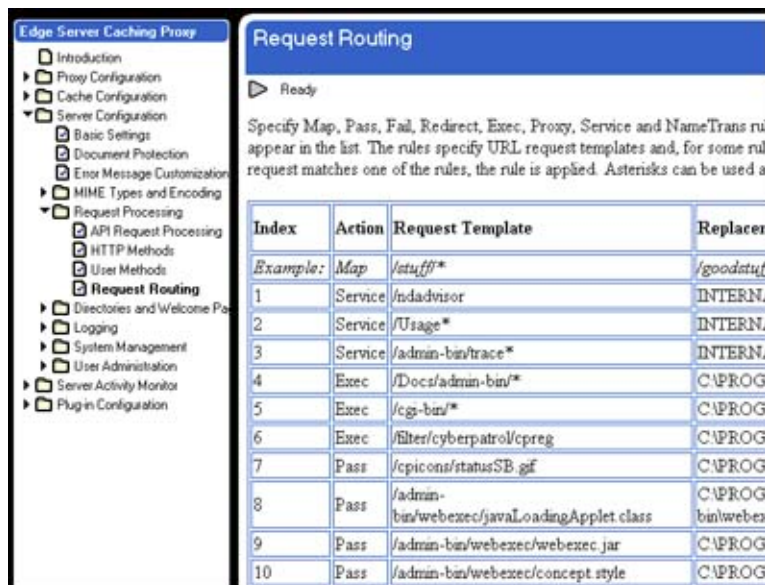 Edge Server Caching Proxy
Introduction
Proxy Configuration
Cache Configuration
Server Configuration
Basic Settings
Document Protection
Error Message Customization
MIME Types and Encoding
Request Processing
API Request Processing
HTTP Methods
User Methods
Request Routing
Directories and Welcome Pa
Logging
System Management
User Administration
Server Activity Monitor
Plug-in Configuration
Request Routing
Ready
Specify Map, Pass, Fail, Redirect, Exec, Proxy, Service and NameTrans ru
appear in the list. The rules specify URL request templates and, for some rul
request matches one of the rules, the rule is applied. Asterisks can be used a
Index Action Request Template Replacem
Example: Map /stuff/* /goodstuff
1 Service /ndadvisor INTERNA
2 Service /Usage* INTERNA
3 Service /admin-bin/trace* INTERNA
4 Exec /Docs/admin-bin/* C:\PROG
5 Exec /cgi-bin/* C:\PROG
6 Exec /filter/cyberpatrol/cpreg C:\PROG
7 Pass /cpicons/statusSB.gif C:\PROG
8 Pass /admin-
bin/webexec/javaLoadingApplet.class C:\PROG
bin\webex
9 Pass /admin-bin/webexec/webexec.jar C:\PROG
10 Pass /admin-bin/webexec/concept.style C:\PROG